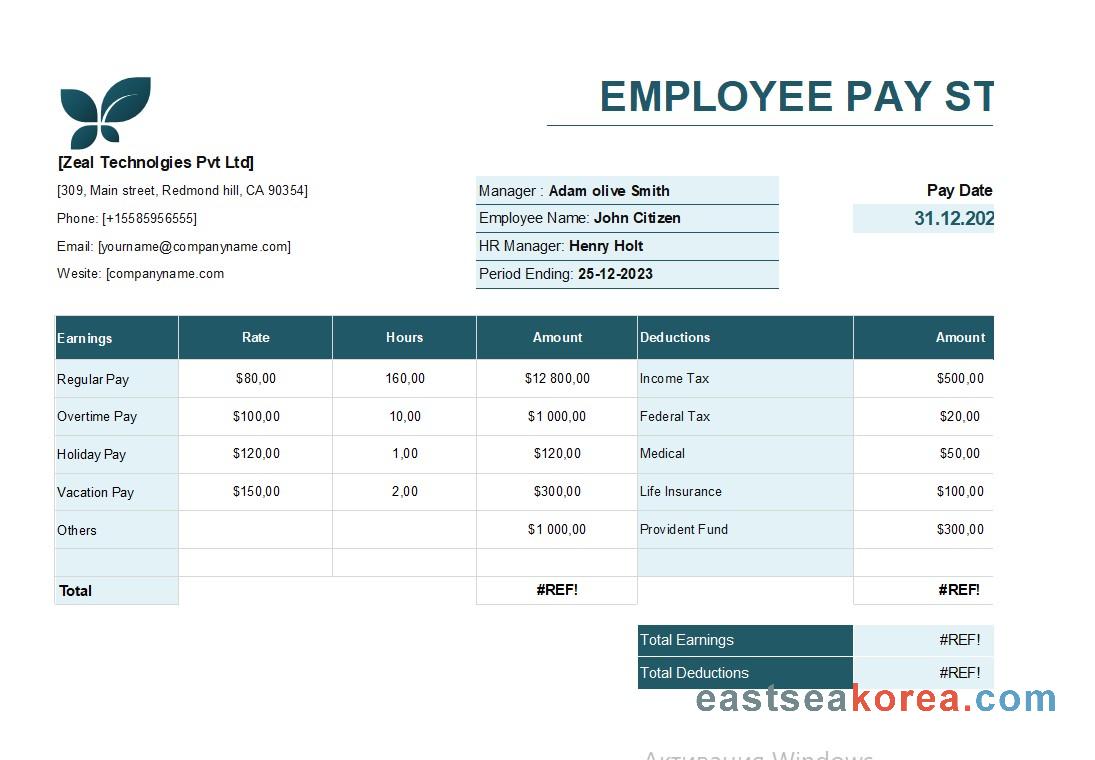 EMPLOYEE PAY ST
[Zeal Technolgies Pvt Ltd]
[309, Main street, Redmond hill, CA 90354]
Phone: [+15585956555]
Email: [yourname@companyname.com]
Wesite: [companyname.com
Manager : Adam olive Smith
Employee Name: John Citizen
HR Manager: Henry Holt
Period Ending: 25-12-2023
Pay Date
31.12.202
Earnings Rate Hours Amount Deductions Amount
Regular Pay $80,00 160,00 $12 800,00 Income Tax $500,00
Overtime Pay $100,00 10,00 $1 000,00 Federal Tax $20,00
Holiday Pay $120,00 1,00 $120,00 Medical $50,00
Vacation Pay $150,00 2,00 $300,00 Life Insurance $100,00
Others $1 000,00 Provident Fund $300,00
Total #REF! #REF!
Total Earnings #REF!
Total Deductions #REF!
eastseakorea.com
Активация Windows